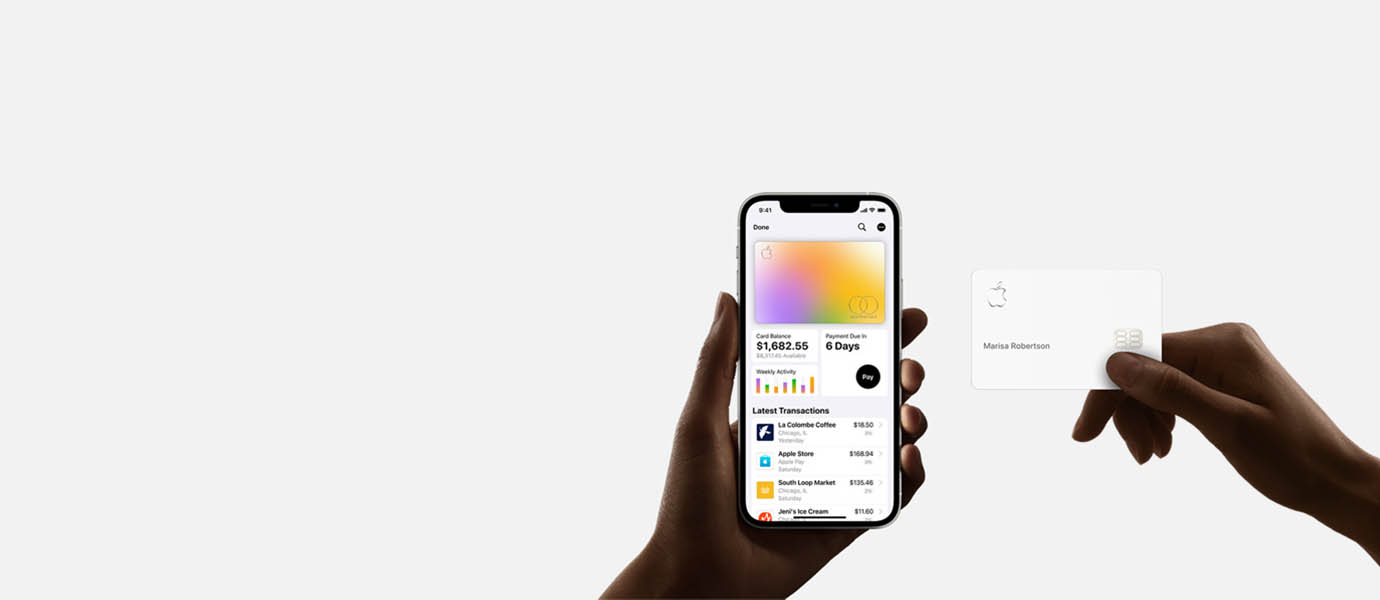 9:41
Done
Card Balance
$1,682.55
$8,317.45 Available
Payment Due In
6 Days
Weekly Activity
Pay
Latest Transactions
La Colombe Coffee $18.50
Chicago, IL 3%
Yesterday
Apple Store $168.94
Apple Pay 3%
Saturday
South Loop Market $135.46
Chicago, IL 2%
Saturday
Jeni's Ice Cream $11.60
Marisa Robertson